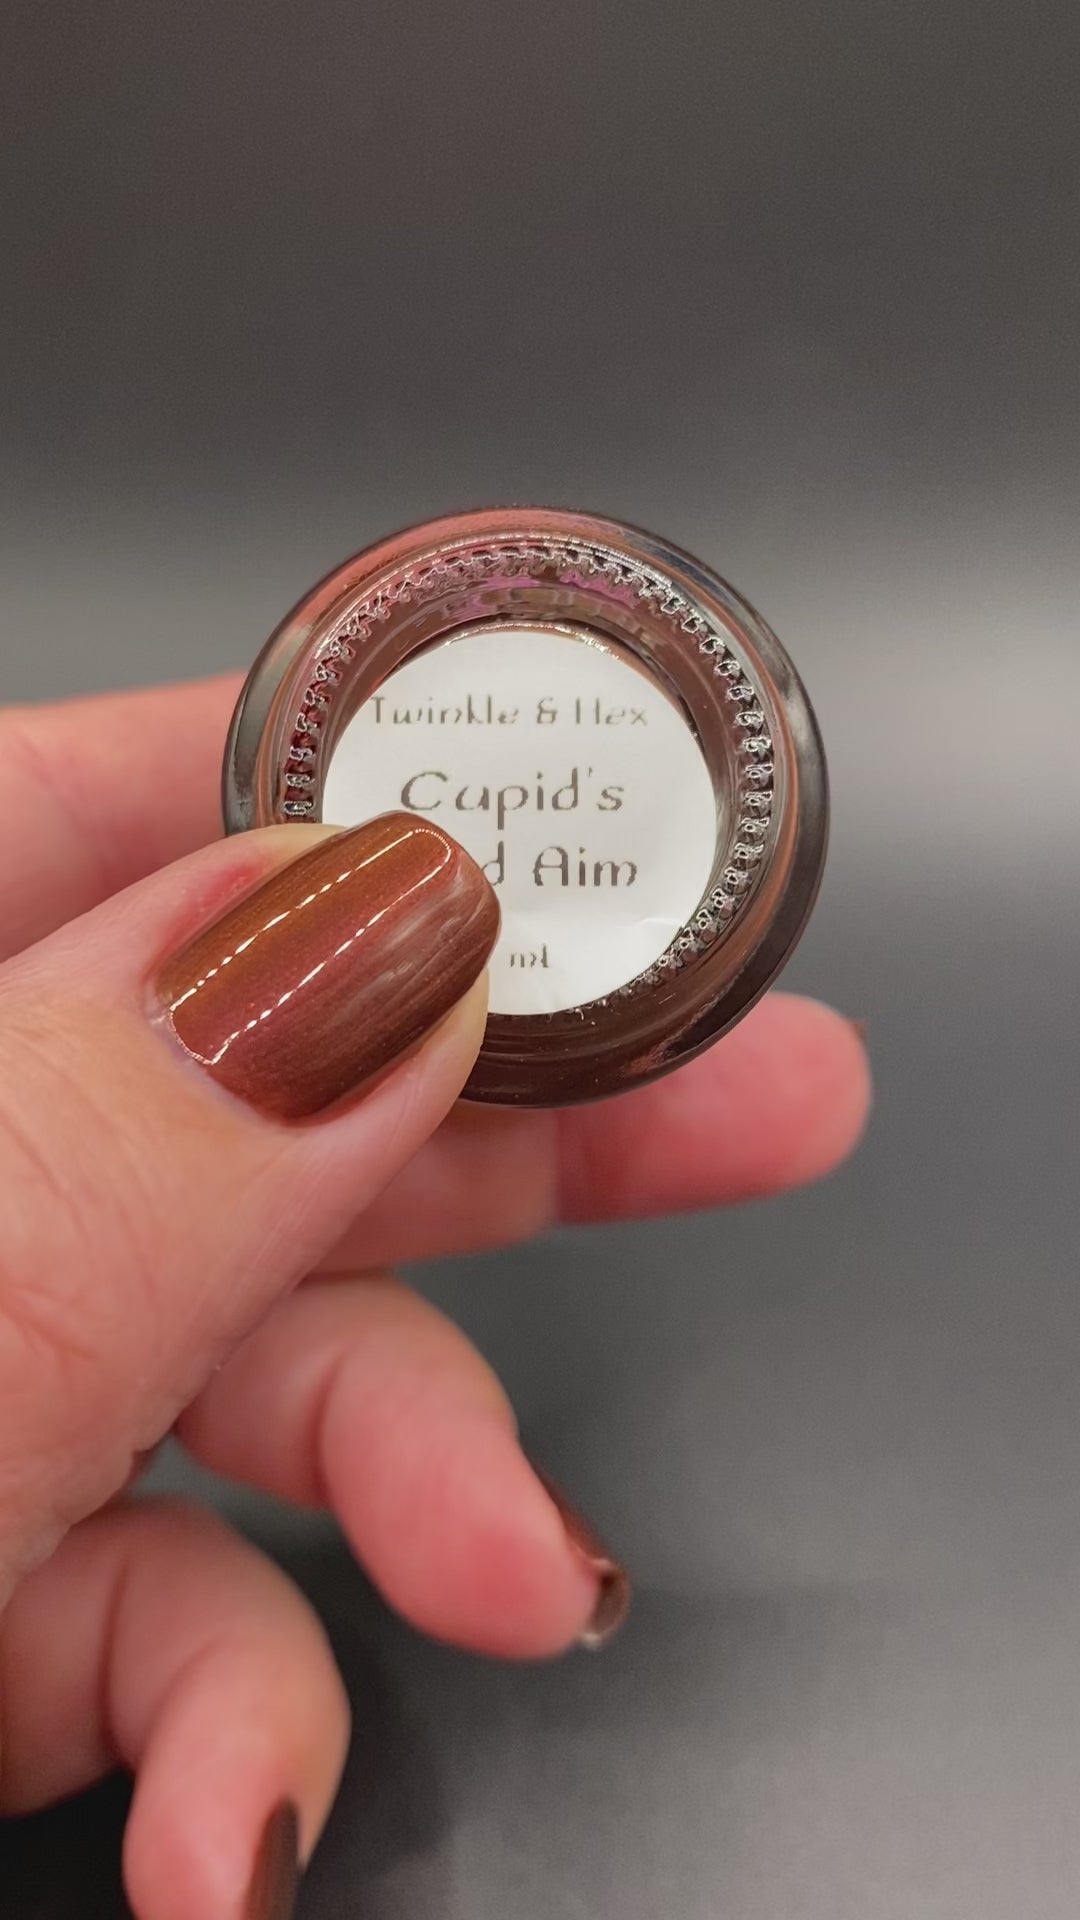 Twinkle & Hex
Cupid's
d Aim
ml